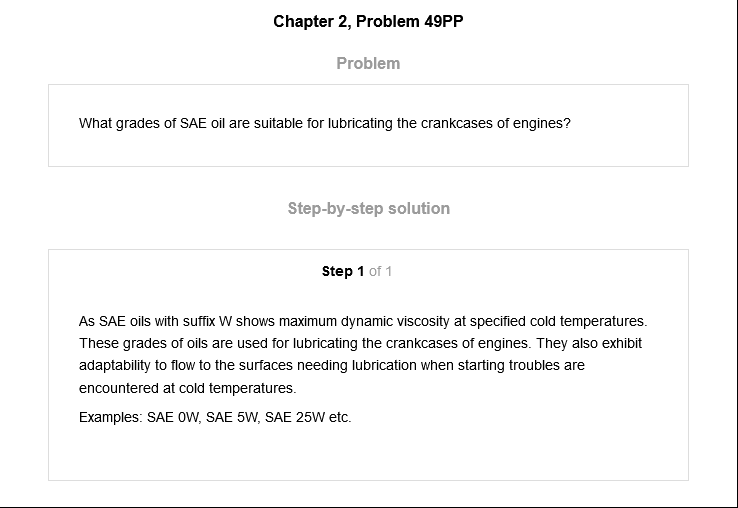 Chapter 2, Problem 49PP
Problem
What grades of SAE oil are suitable for lubricating the crankcases of engines?
Step-by-step solution
Step 1 of 1
As SAE oils with suffix W shows maximum dynamic viscosity at specified cold temperatures.
These grades of oils are used for lubricating the crankcases of engines. They also exhibit
adaptability to flow to the surfaces needing lubrication when starting troubles are
encountered at cold temperatures.
Examples: SAE 0W, SAE 5W, SAE 25W etc.